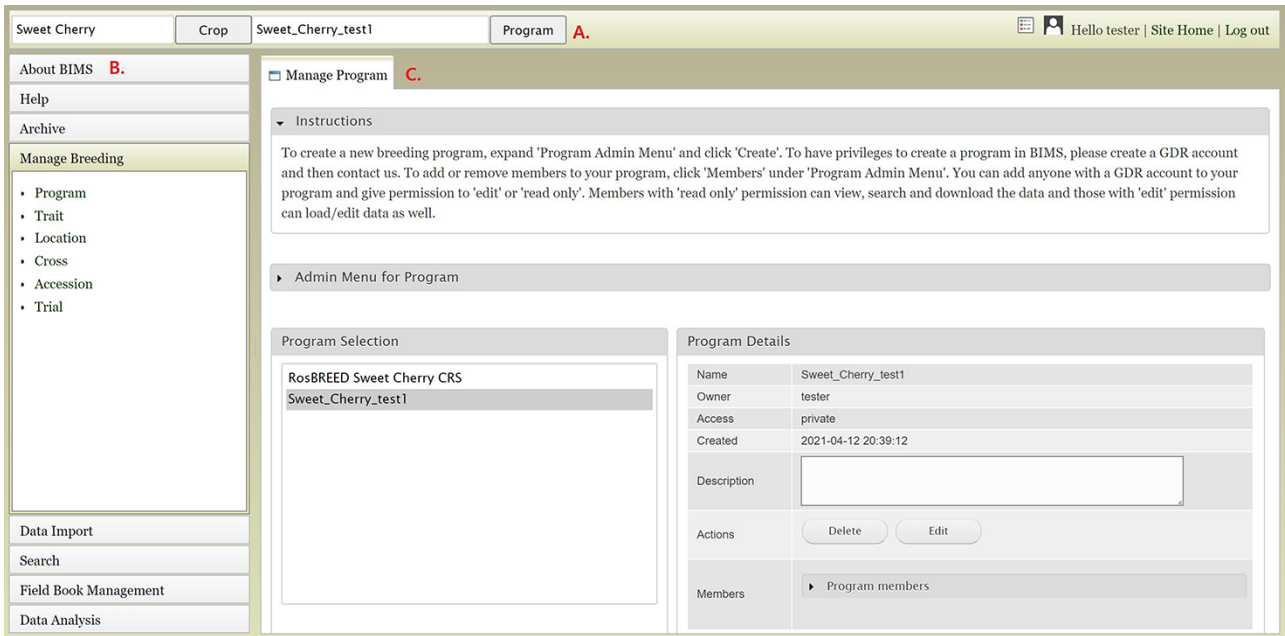 Sweet Cherry Crop Sweet_Cherry_test1 Program A. Hello tester | Site Home | Log out
About BIMS B.
Help
Archive
Manage Breeding
Program
Trait
Location
Cross
Accession
Trial
Data Import
Search
Field Book Management
Data Analysis
Manage Program C.
Instructions
To create a new breeding program, expand 'Program Admin Menu' and click 'Create'. To have privileges to create a program in BIMS, please create a GDR account
and then contact us. To add or remove members to your program, click 'Members' under 'Program Admin Menu'. You can add anyone with a GDR account to your
program and give permission to 'edit' or 'read only'. Members with 'read only' permission can view, search and download the data and those with 'edit' permission
can load/edit data as well.
Admin Menu for Program
Program Selection
RosBREED Sweet Cherry CRS
Sweet_Cherry_test1
Program Details
Name Sweet_Cherry_test1
Owner tester
Access private
Created 2021-04-12 20:39:12
Description
Actions Delete Edit
Members Program members